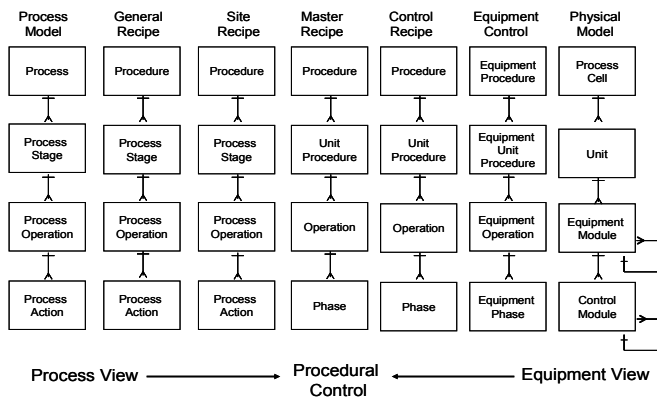 Process General Site Master Control Equipment Physical
Model Recipe Recipe Recipe Recipe Control Model
Process
Procedure
Procedure
Procedure
Procedure
Equipment
Procedure
Process
Cell
Process
Stage
Process
Stage
Process
Stage
Unit
Procedure
Unit
Procedure
Equipment
Unit
Procedure
Unit
Process
Operation
Process
Operation
Process
Operation
Operation
Operation
Equipment
Operation
Equipment
Module
Process
Action
Process
Action
Process
Action
Phase
Phase
Equipment
Phase
Control
Module
Process View
Procedural
Control
Equipment View